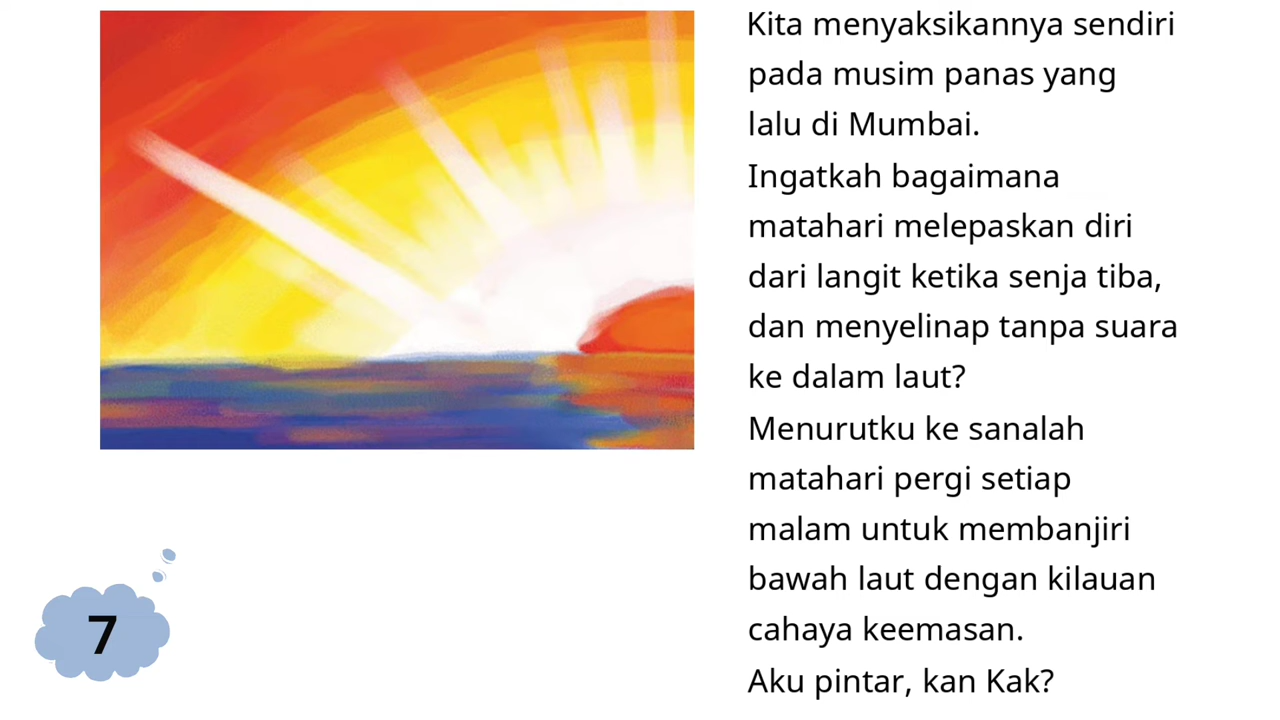 Kita menyaksikannya sendiri
pada musim panas yang
lalu di Mumbai.
Ingatkah bagaimana
matahari melepaskan diri
dari langit ketika senja tiba,
dan menyelinap tanpa suara
ke dalam laut?
Menurutku ke sanalah
matahari pergi setiap
malam untuk membanjiri
bawah laut dengan kilauan
cahaya keemasan.
Aku pintar, kan Kak?
7